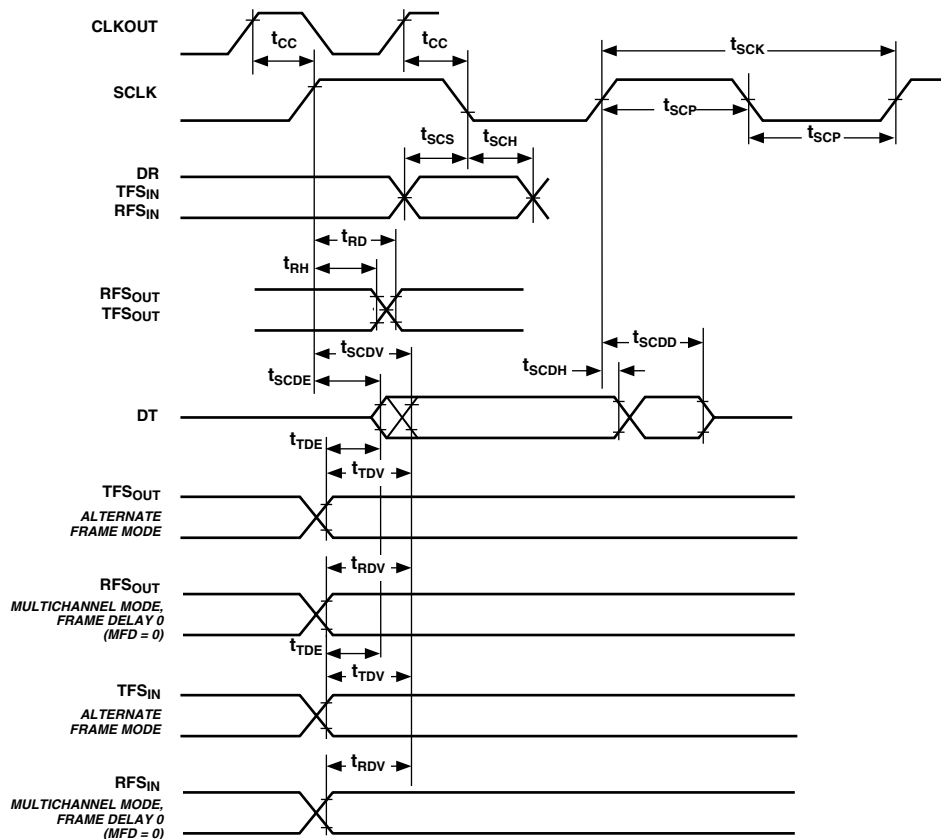 CLKOUT
tCC
tCC
tSCK
SCLK
tSCP
tSCP
tSCS
tSCH
DR
TFSIN
RFSIN
tRD
tRH
RFSOUT
TFSOUT
tSCDV
tSCDD
tSCDE
tSCDH
DT
tTDE
tTDV
TFSOUT
ALTERNATE
FRAME MODE
tRDV
RFSOUT
MULTICHANNEL MODE,
FRAME DELAY 0
(MFD = 0)
tTDE
tTDV
TFSIN
ALTERNATE
FRAME MODE
tRDV
RFSIN
MULTICHANNEL MODE,
FRAME DELAY 0
(MFD = 0)